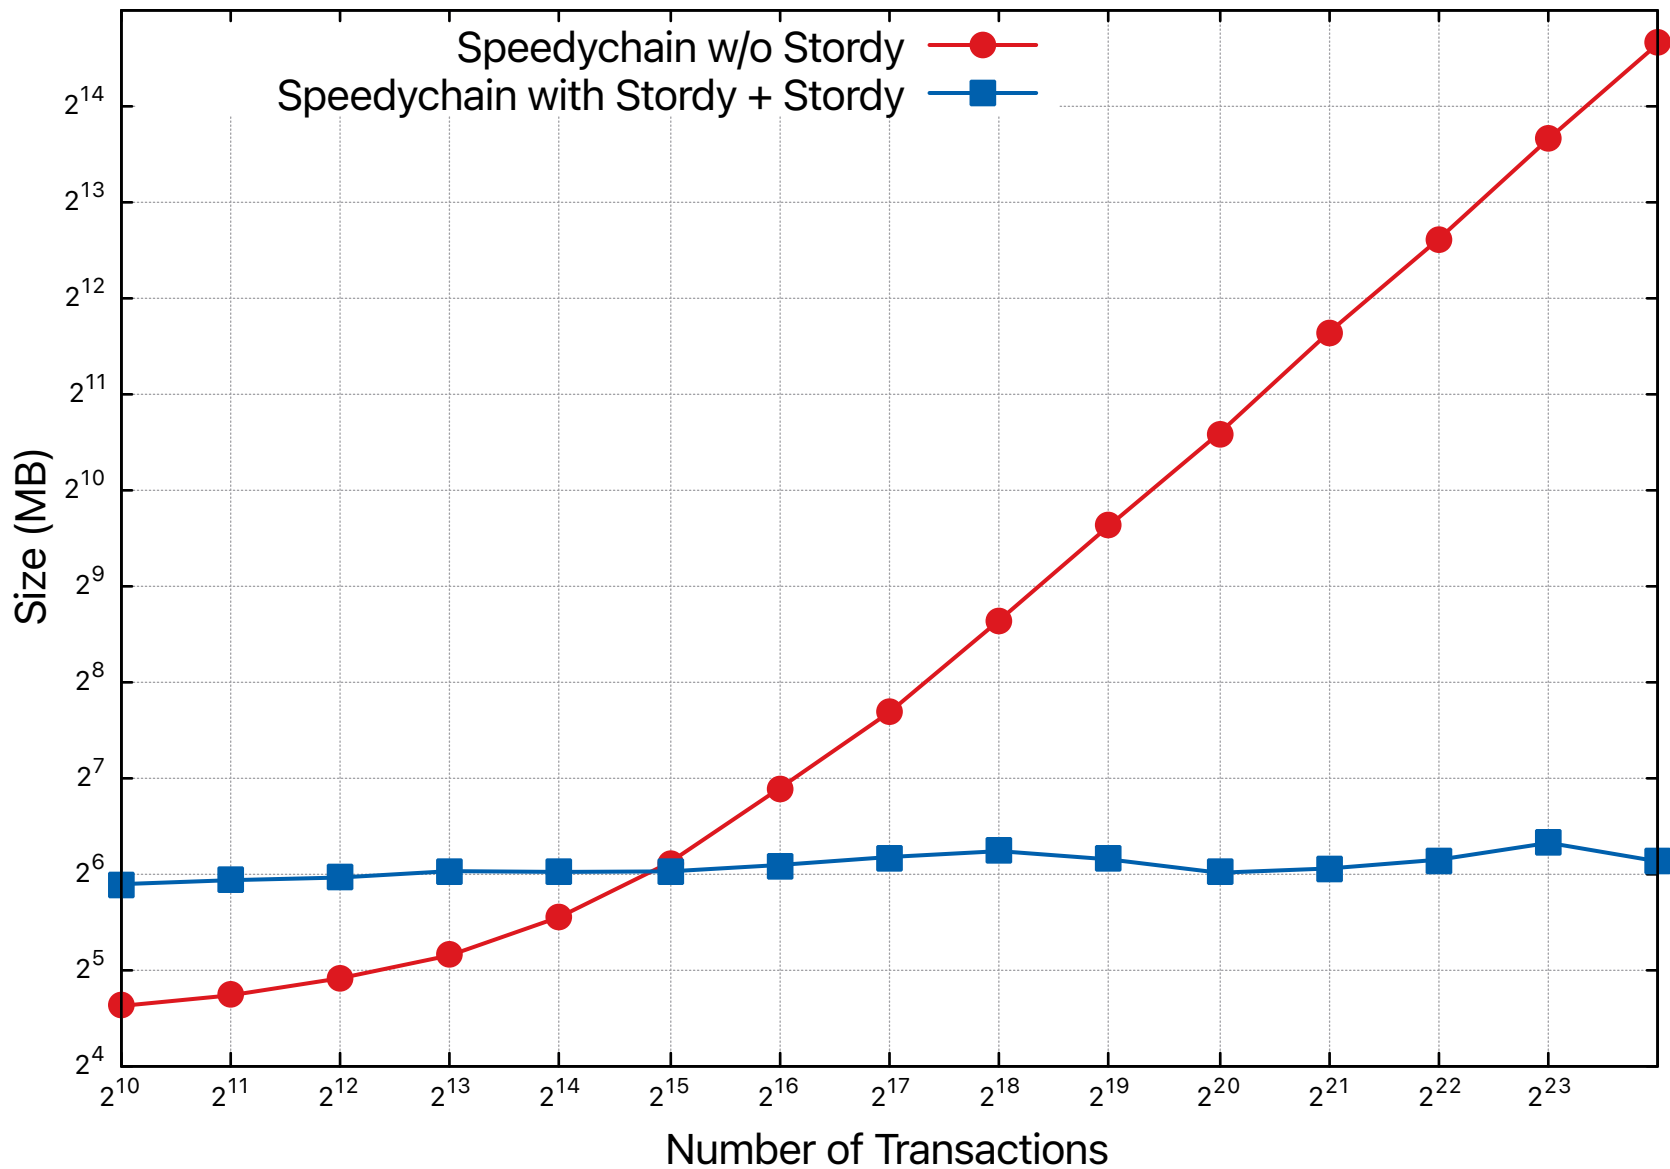 Speedychain w/o Stordy
Speedychain with Stordy + Stordy
Size (MB)
2^14
2^13
2^12
2^11
2^10
2^9
2^8
2^7
2^6
2^5
2^4
2^10 2^11 2^12 2^13 2^14 2^15 2^16 2^17 2^18 2^19 2^20 2^21 2^22 2^23
Number of Transactions